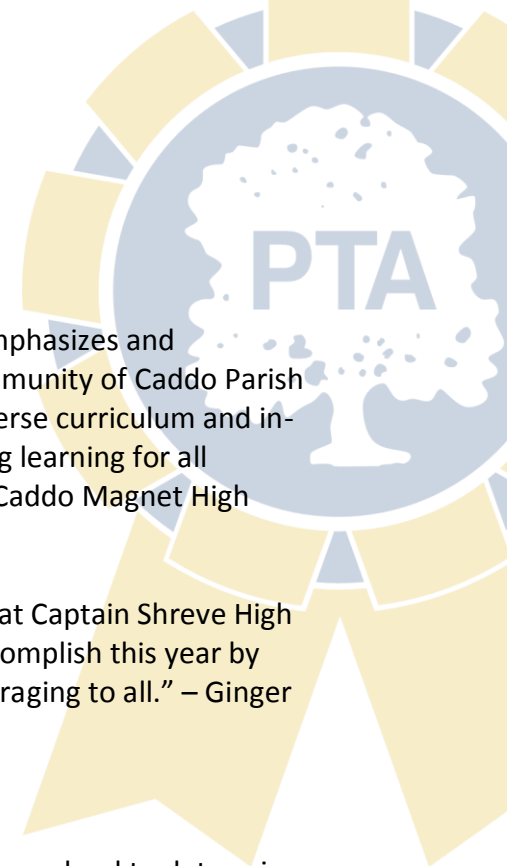 PTA
mphasizes and
munity of Caddo Parish
erse curriculum and in-
g learning for all
Caddo Magnet High
at Captain Shreve High
omplish this year by
raging to all.” – Ginger